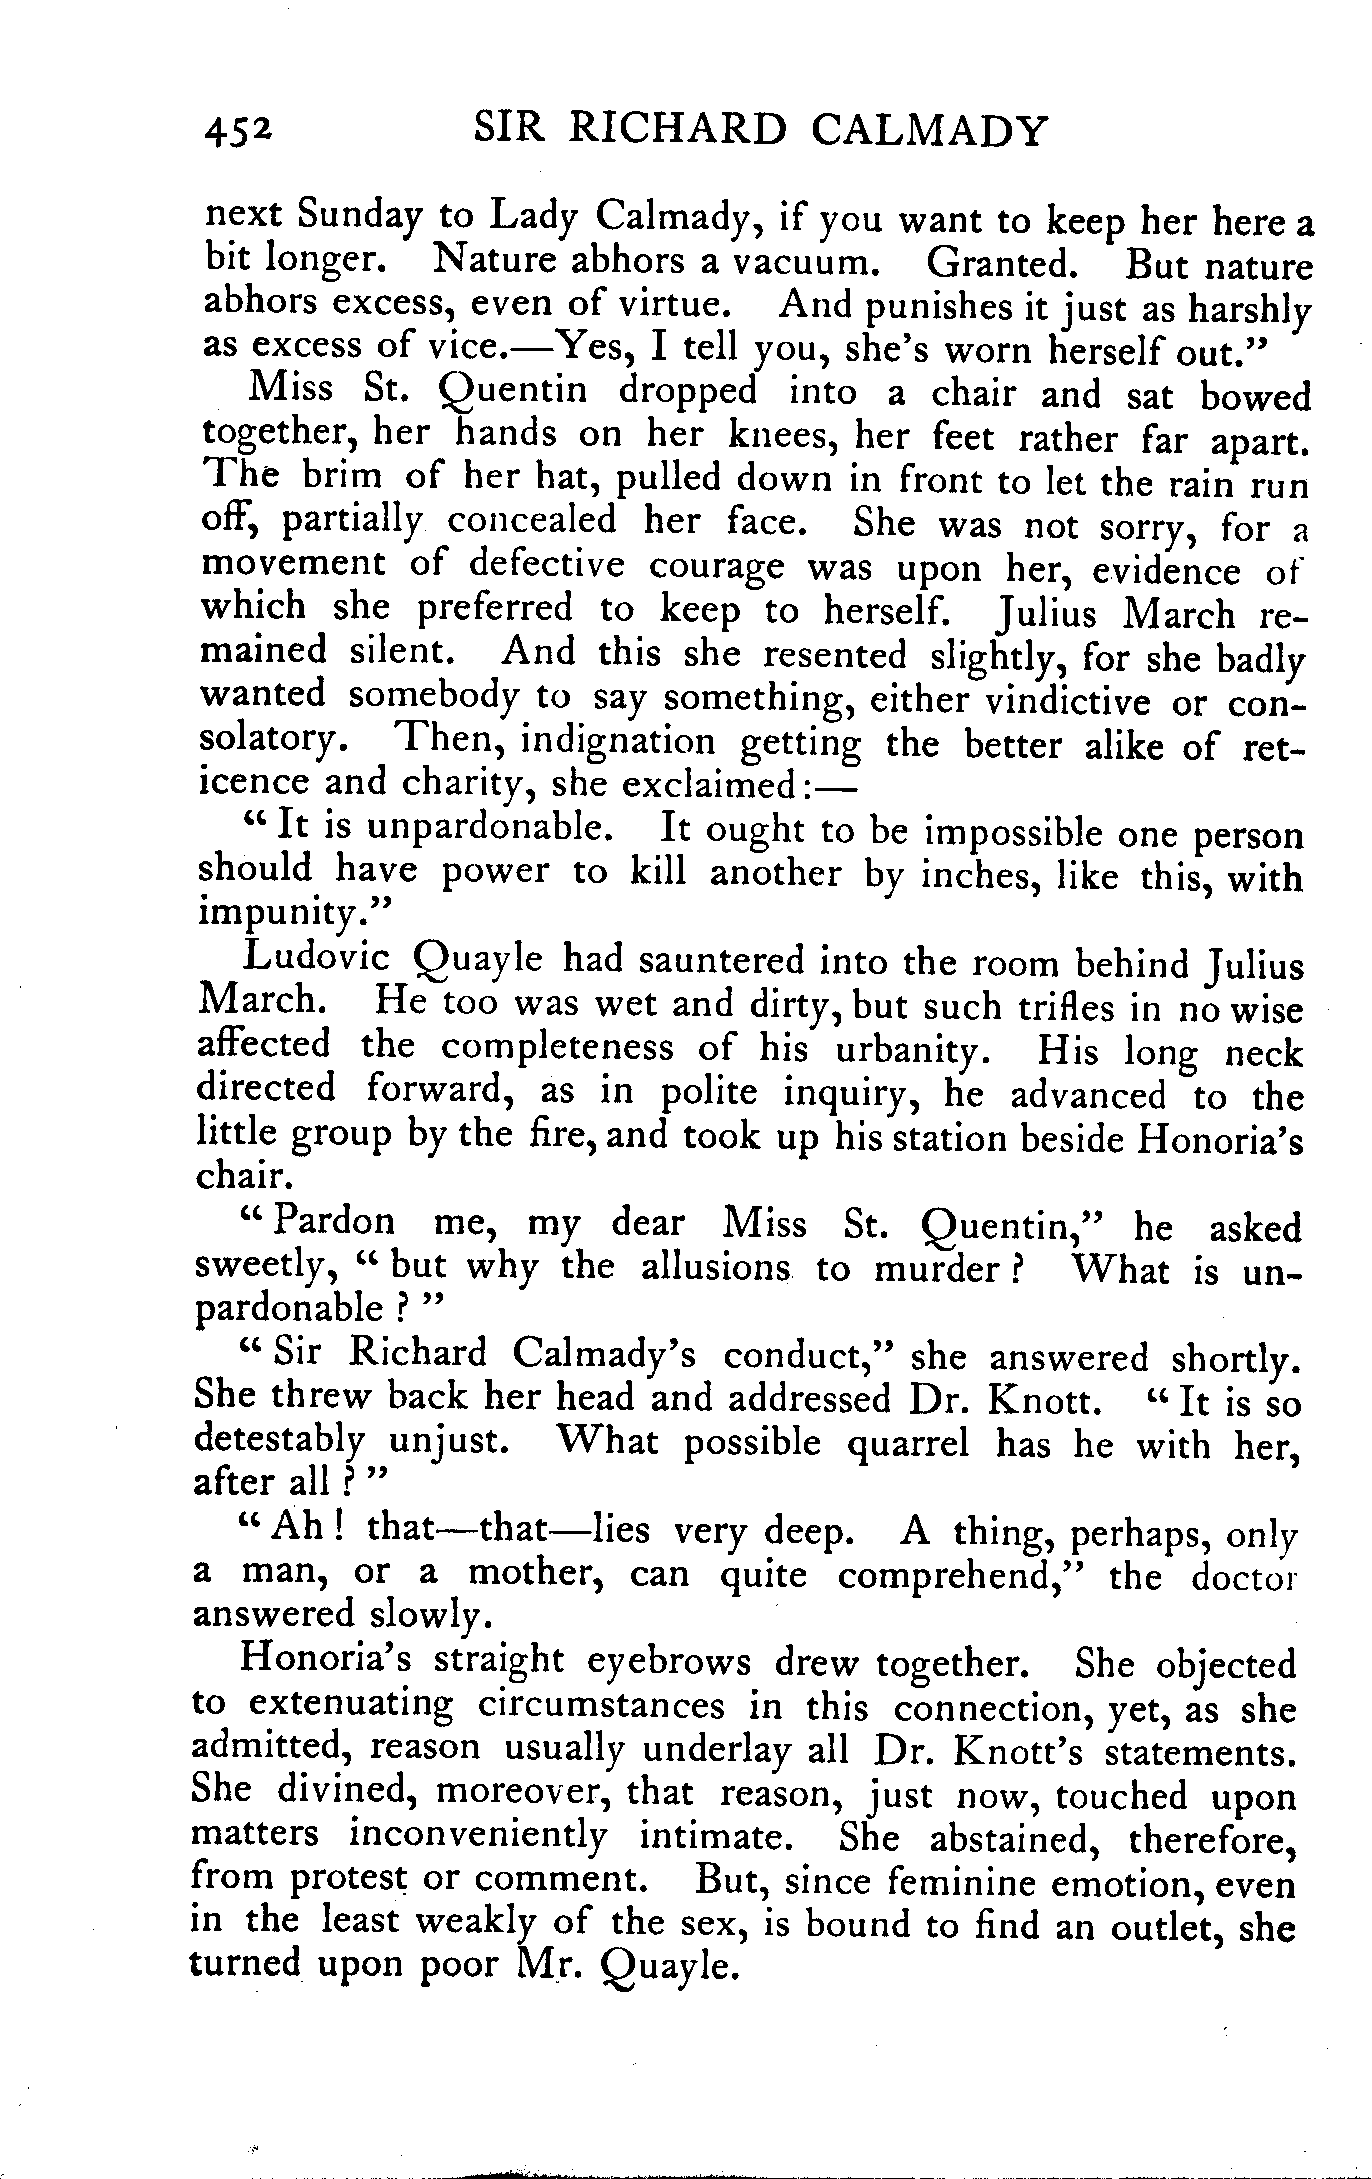 452 SIR RICHARD CALMADY
next Sunday to Lady Calmady, if you want to keep her here a
bit longer. Nature abhors a vacuum. Granted. But nature
abhors excess, even of virtue. And punishes it just as harshly
as excess of vice.—Yes, I tell you, she's worn herself out."
Miss St. Quentin dropped into a chair and sat bowed
together, her hands on her knees, her feet rather far apart.
The brim of her hat, pulled down in front to let the rain run
off, partially concealed her face. She was not sorry, for a
movement of defective courage was upon her, evidence of
which she preferred to keep to herself. Julius March re-
mained silent. And this she resented slightly, for she badly
wanted somebody to say something, either vindictive or con-
solatory. Then, indignation getting the better alike of ret-
icence and charity, she exclaimed:—
"It is unpardonable. It ought to be impossible one person
should have power to kill another by inches, like this, with
impunity."
Ludovic Quayle had sauntered into the room behind Julius
March. He too was wet and dirty, but such trifles in no wise
affected the completeness of his urbanity. His long neck
directed forward, as in polite inquiry, he advanced to the
little group by the fire, and took up his station beside Honoria's
chair.
"Pardon me, my dear Miss St. Quentin," he asked
sweetly, "but why the allusions to murder? What is un-
pardonable?"
"Sir Richard Calmady's conduct," she answered shortly.
She threw back her head and addressed Dr. Knott. "It is so
detestably unjust. What possible quarrel has he with her,
after all?"
"Ah! that—that—lies very deep. A thing, perhaps, only
a man, or a mother, can quite comprehend," the doctor
answered slowly.
Honoria's straight eyebrows drew together. She objected
to extenuating circumstances in this connection, yet, as she
admitted, reason usually underlay all Dr. Knott's statements.
She divined, moreover, that reason, just now, touched upon
matters inconveniently intimate. She abstained, therefore,
from protest or comment. But, since feminine emotion, even
in the least weakly of the sex, is bound to find an outlet, she
turned upon poor Mr. Quayle.